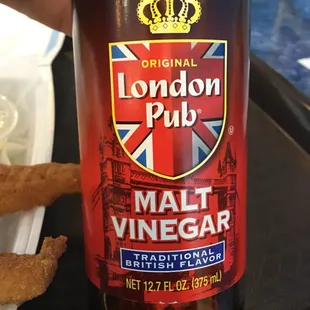 ORIGINAL
London
Pub®
®
MALT
VINEGAR
TRADITIONAL
BRITISH FLAVOR
NET 12.7 FL OZ. (375 mL)